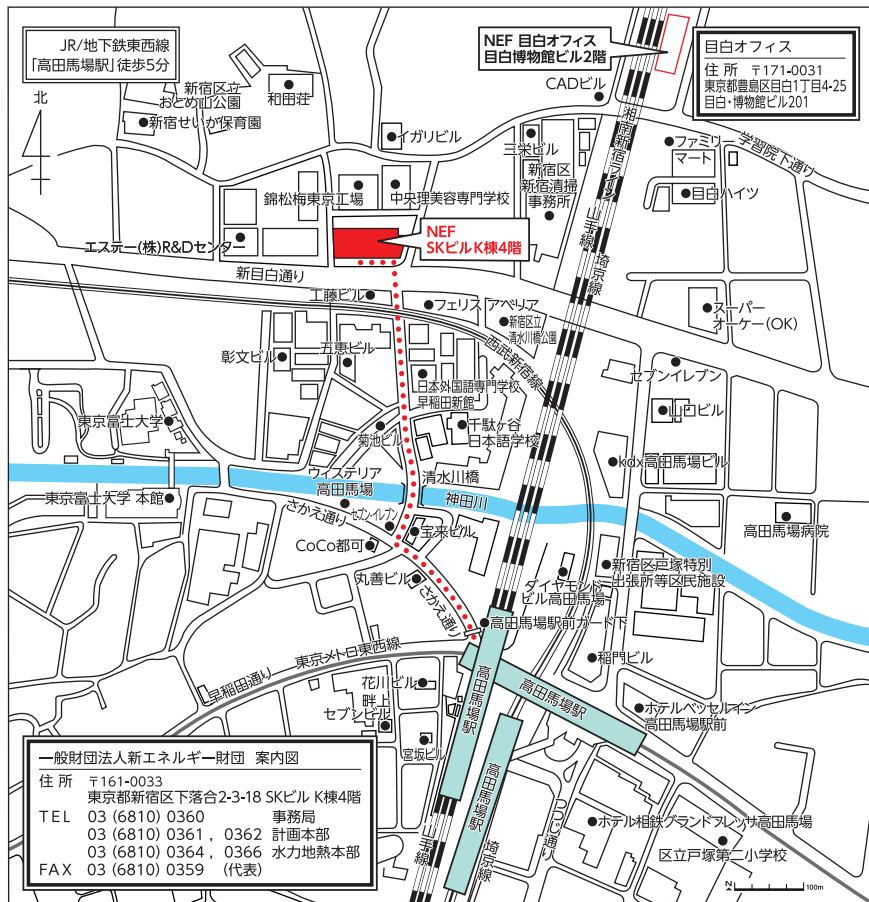 JR/地下鉄東西線
「高田馬場駅」徒歩5分
北
NEF 目白オフィス
目白博物館ビル2階
目白オフィス
住 所 〒171-0031
東京都豊島区目白1丁目4-25
目白・博物館ビル201
CADビル
新宿区立
おとめ山公園
和田荘
新宿せいか保育園
イガリビル
三栄ビル
湘南新宿ライン
ファミリー
マート
学習院下通り
新宿区
新宿清掃
事務所
目白ハイツ
錦松梅東京工場
中央理美容専門学校
山手線
埼京線
NEF
SKビルK棟4階
エステー(株)R&Dセンター
新目白通り
工藤ビル
フェリス アベリア
新宿区立
清水川橋公園
スーパー
オーケー(OK)
西武新宿線
彰文ビル
五恵ビル
セブンイレブン
日本外国語専門学校
早稲田新館
山口ビル
東京富士大学
菊池ビル
千駄ヶ谷
日本語学校
kdx高田馬場ビル
ウィステリア
高田馬場
清水川橋
神田川
東京富士大学 本館
さかえ通り
セブン-イレブン
宝来ビル
高田馬場病院
CoCo都可
丸善ビル
さかえ通り
ダイヤモンド
ビル高田馬場
新宿区戸塚特別
出張所等区民施設
高田馬場駅前ガード下
東京メトロ東西線
早稲田通り
稲門ビル
高田馬場駅
高田馬場駅
花川ビル
畔上
セブンビル
ホテルベッセルイン
高田馬場駅前
宮坂ビル
高田馬場駅
つつじ通り
ホテル相鉄グランドフレッサ高田馬場
区立戸塚第二小学校
山手線
埼京線
100m
一般財団法人新エネルギー財団 案内図
住 所 〒161-0033
東京都新宿区下落合2-3-18 SKビル K棟4階
TEL 03 (6810) 0360 事務局
03 (6810) 0361 , 0362 計画本部
03 (6810) 0364 , 0366 水力地熱本部
FAX 03 (6810) 0359 (代表)